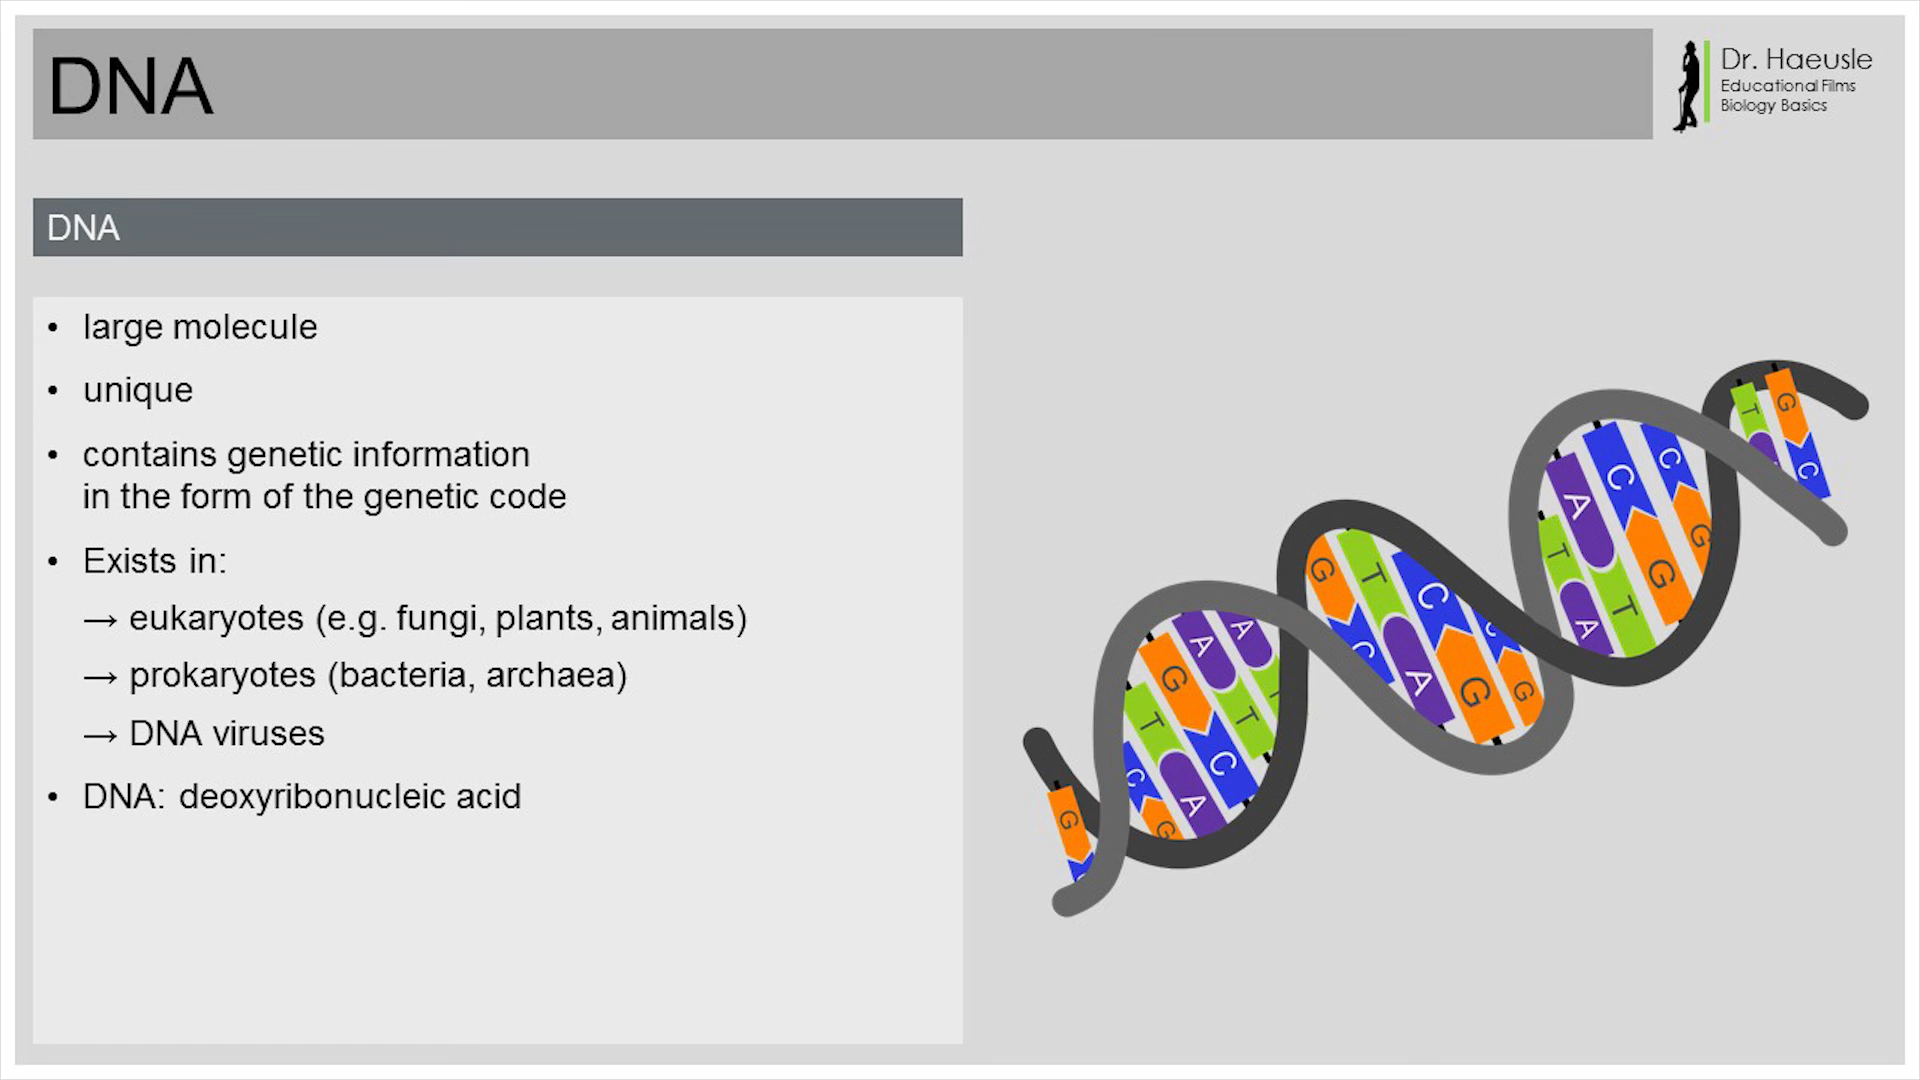 DNA
Dr. Haeusle
Educational Films
Biology Basics
DNA
• large molecule
• unique
• contains genetic information
in the form of the genetic code
• Exists in:
→ eukaryotes (e.g. fungi, plants, animals)
→ prokaryotes (bacteria, archaea)
→ DNA viruses
• DNA: deoxyribonucleic acid
G C
C G
T A
G C
A T
A T
G C
T A
C G
C G
T A
A T
C G
C G
T
G C